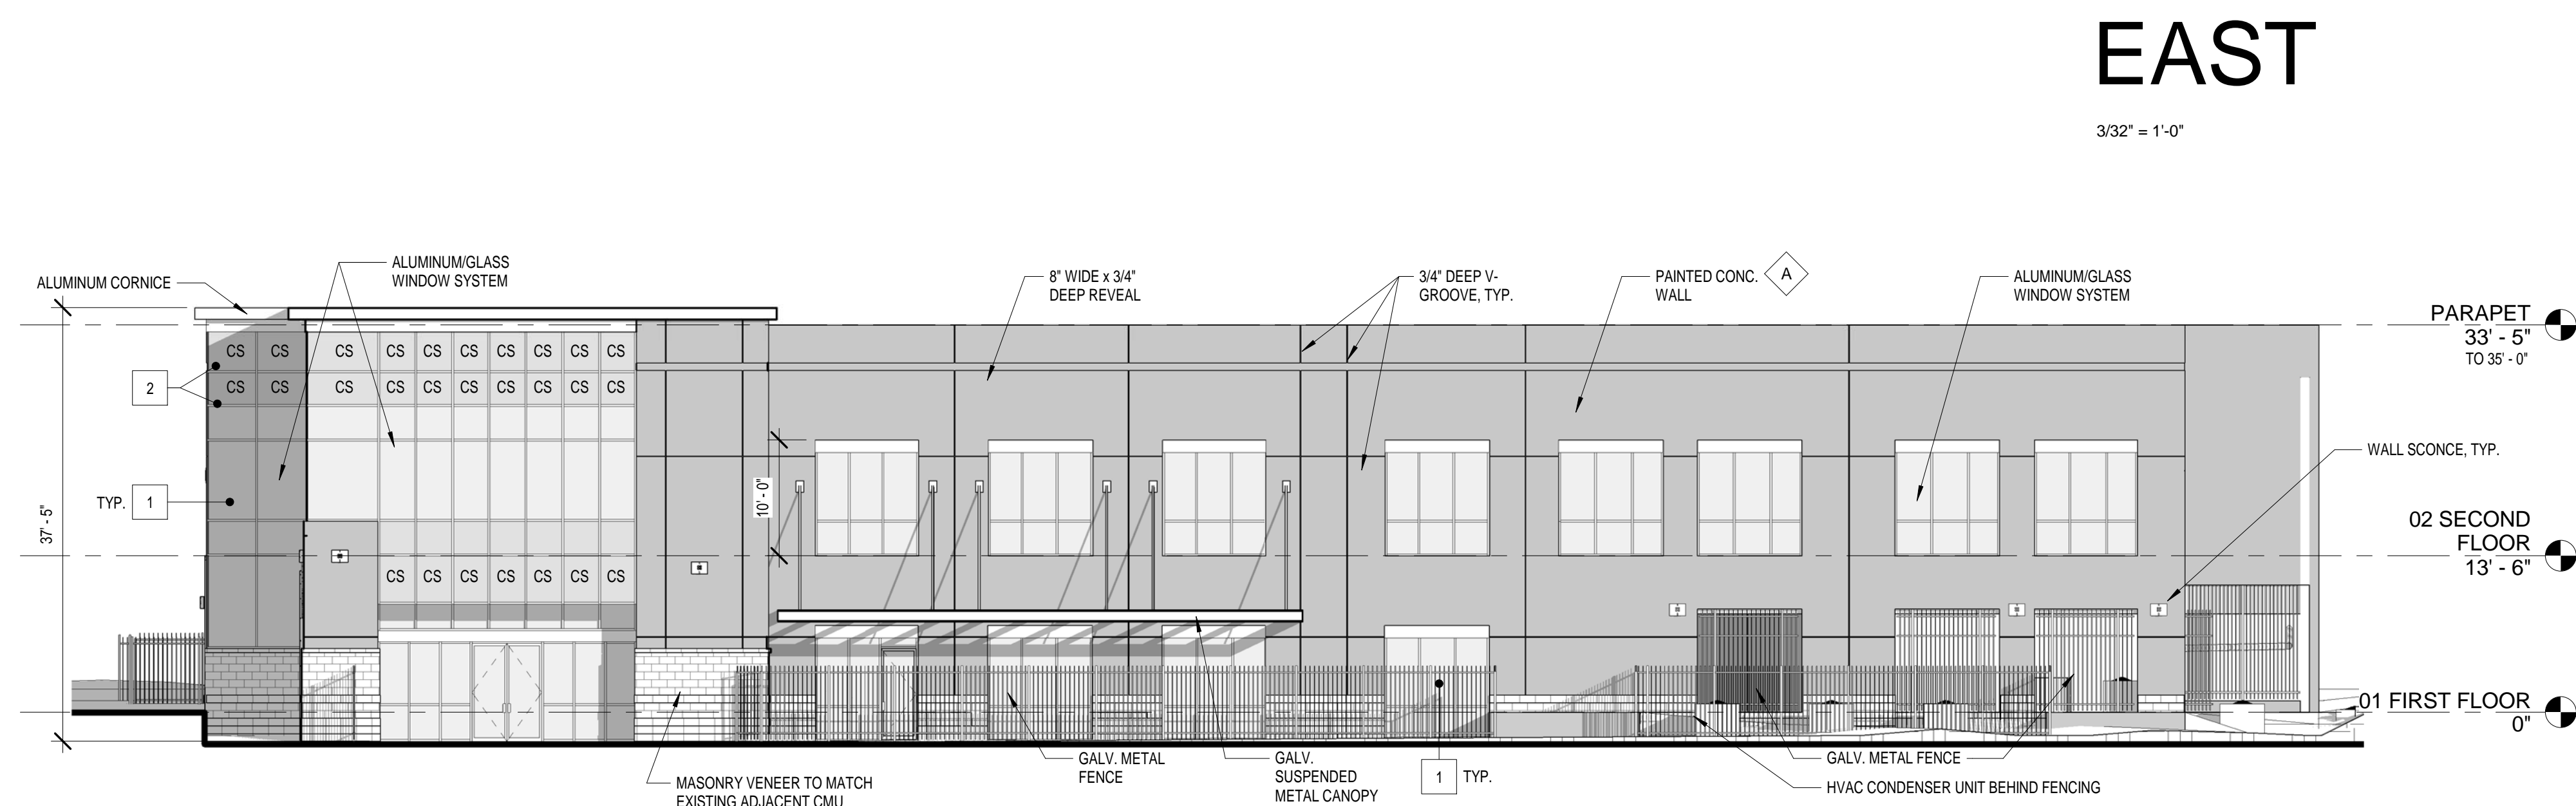 EAST
3/32" = 1'-0"
ALUMINUM CORNICE
ALUMINUM/GLASS
WINDOW SYSTEM
8" WIDE x 3/4"
DEEP REVEAL
3/4" DEEP V-
GROOVE, TYP.
PAINTED CONC.
WALL
A
ALUMINUM/GLASS
WINDOW SYSTEM
PARAPET
33' - 5"
TO 35' - 0"
CS CS CS CS CS CS CS CS CS CS
2
CS CS CS CS CS CS CS CS CS CS
WALL SCONCE, TYP.
TYP. 1
37' - 5"
10' - 0"
02 SECOND
FLOOR
13' - 6"
CS CS CS CS CS CS CS
01 FIRST FLOOR
0"
MASONRY VENEER TO MATCH
EXISTING ADJACENT CMU
GALV. METAL
FENCE
GALV.
SUSPENDED
METAL CANOPY
1 TYP.
GALV. METAL FENCE
HVAC CONDENSER UNIT BEHIND FENCING